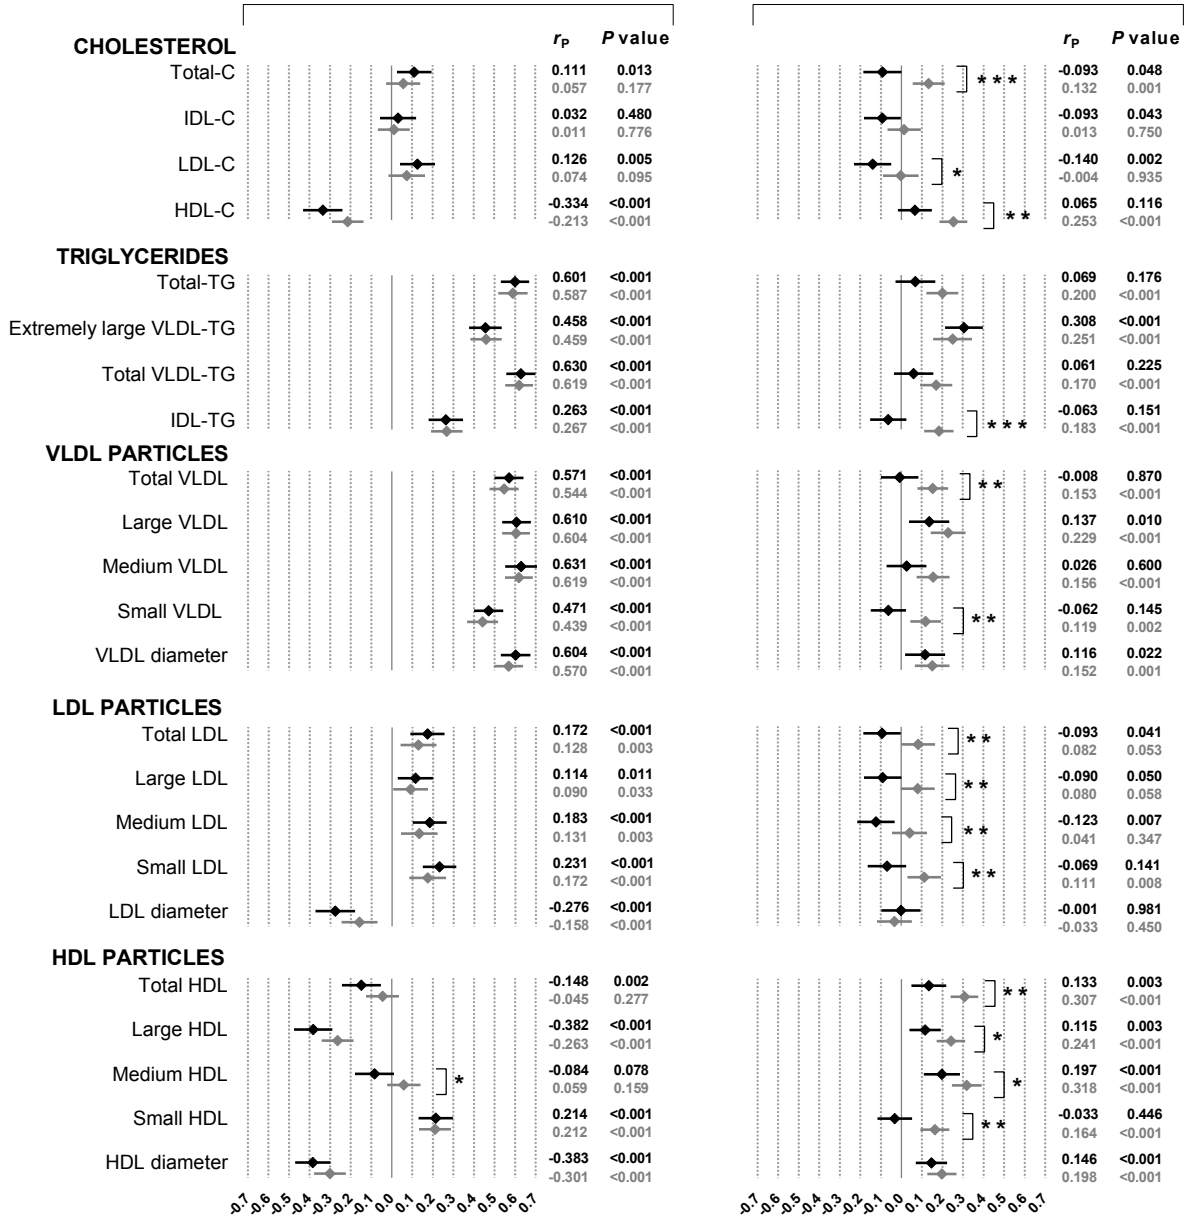 r_P P value r_P P value
CHOLESTEROL
Total-C 0.111 0.013 -0.093 0.048
0.057 0.177 0.132 0.001
* * *
IDL-C 0.032 0.480 -0.093 0.043
0.011 0.776 0.013 0.750
LDL-C 0.126 0.005 -0.140 0.002
0.074 0.095 -0.004 0.935
*
HDL-C -0.334 <0.001 0.065 0.116
-0.213 <0.001 0.253 <0.001
* *
TRIGLYCERIDES
Total-TG 0.601 <0.001 0.069 0.176
0.587 <0.001 0.200 <0.001
Extremely large VLDL-TG 0.458 <0.001 0.308 <0.001
0.459 <0.001 0.251 <0.001
Total VLDL-TG 0.630 <0.001 0.061 0.225
0.619 <0.001 0.170 <0.001
IDL-TG 0.263 <0.001 -0.063 0.151
0.267 <0.001 0.183 <0.001
* * *
VLDL PARTICLES
Total VLDL 0.571 <0.001 -0.008 0.870
0.544 <0.001 0.153 <0.001
* *
Large VLDL 0.610 <0.001 0.137 0.010
0.604 <0.001 0.229 <0.001
Medium VLDL 0.631 <0.001 0.026 0.600
0.619 <0.001 0.156 <0.001
Small VLDL 0.471 <0.001 -0.062 0.145
0.439 <0.001 0.119 0.002
* *
VLDL diameter 0.604 <0.001 0.116 0.022
0.570 <0.001 0.152 0.001
LDL PARTICLES
Total LDL 0.172 <0.001 -0.093 0.041
0.128 0.003 0.082 0.053
* *
Large LDL 0.114 0.011 -0.090 0.050
0.090 0.033 0.080 0.058
* *
Medium LDL 0.183 <0.001 -0.123 0.007
0.131 0.003 0.041 0.347
* *
Small LDL 0.231 <0.001 -0.069 0.141
0.172 <0.001 0.111 0.008
* *
LDL diameter -0.276 <0.001 -0.001 0.981
-0.158 <0.001 -0.033 0.450
HDL PARTICLES
Total HDL -0.148 0.002 0.133 0.003
-0.045 0.277 0.307 <0.001
* *
Large HDL -0.382 <0.001 0.115 0.003
-0.263 <0.001 0.241 <0.001
*
Medium HDL -0.084 0.078 0.197 <0.001
0.059 0.159 0.318 <0.001
* *
Small HDL 0.214 <0.001 -0.033 0.446
0.212 <0.001 0.164 <0.001
* *
HDL diameter -0.383 <0.001 0.146 <0.001
-0.301 <0.001 0.198 <0.001
-0.7 -0.6 -0.5 -0.4 -0.3 -0.2 -0.1 0.0 0.1 0.2 0.3 0.4 0.5 0.6 0.7 -0.7 -0.6 -0.5 -0.4 -0.3 -0.2 -0.1 0.0 0.1 0.2 0.3 0.4 0.5 0.6 0.7